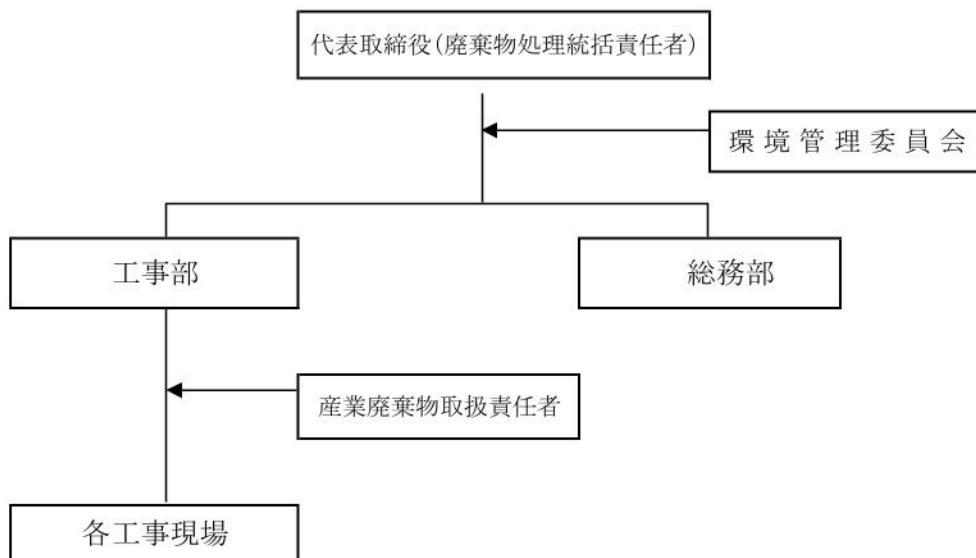 代表取締役(廃棄物処理統括責任者)
環境管理委員会
工事部
総務部
産業廃棄物取扱責任者
各工事現場